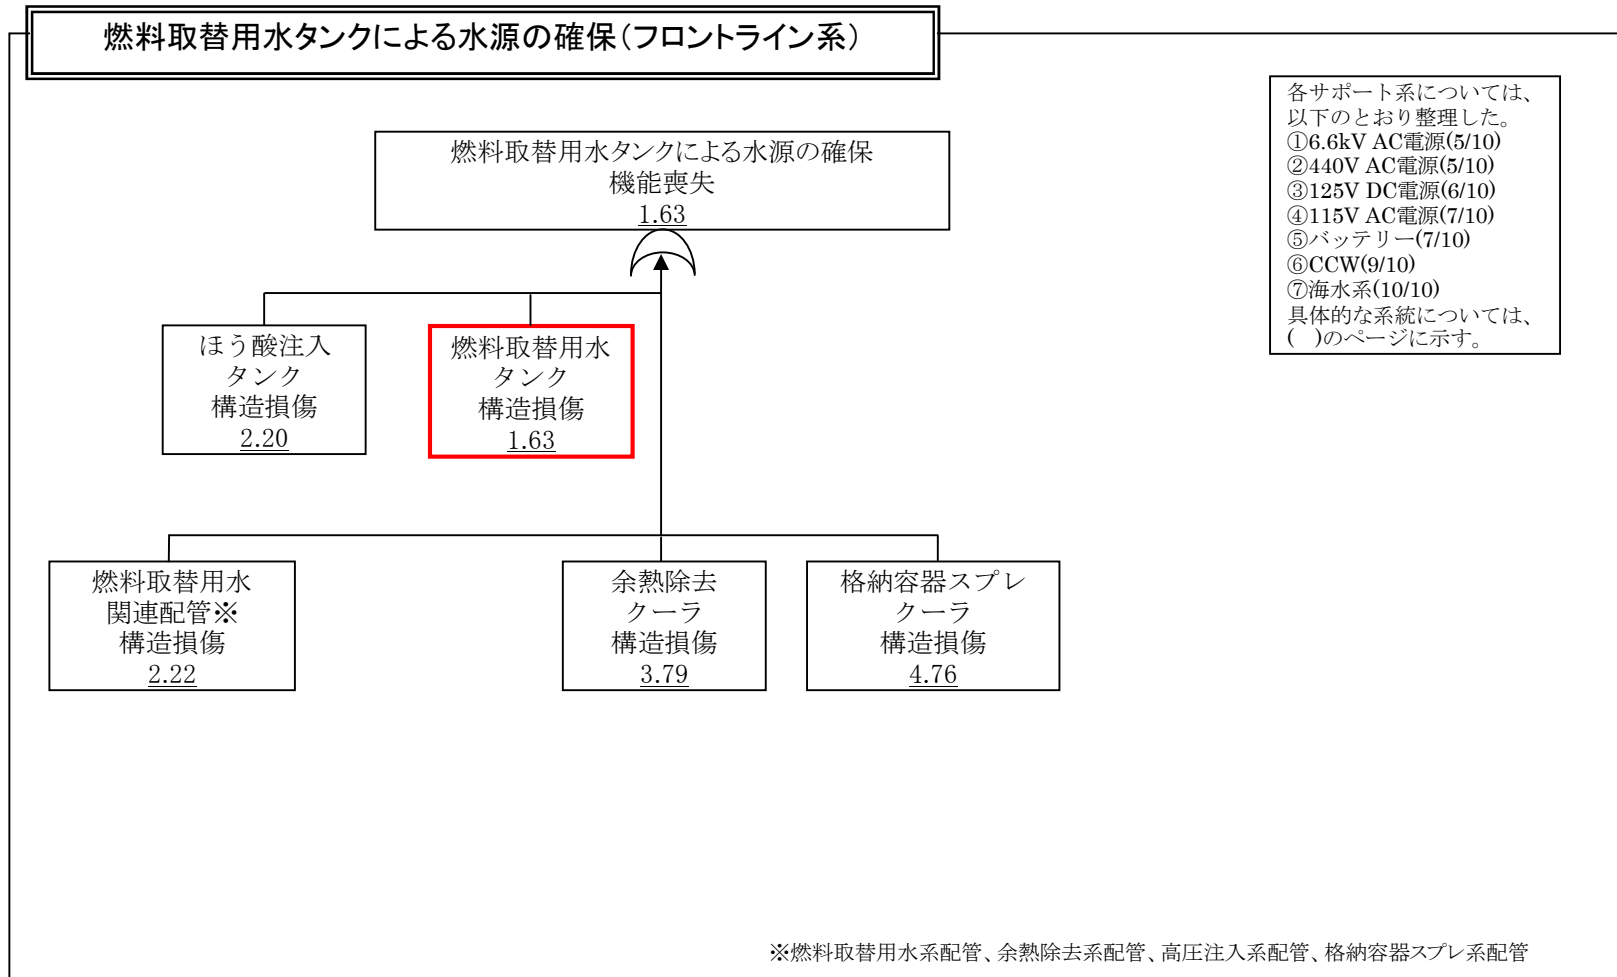 燃料取替用水タンクによる水源の確保(フロントライン系)
各サポート系については、
以下のとおり整理した。
①6.6kV AC電源(5/10)
②440V AC電源(5/10)
③125V DC電源(6/10)
④115V AC電源(7/10)
⑤バッテリー(7/10)
⑥CCW(9/10)
⑦海水系(10/10)
具体的な系統については、
(　)のページに示す。
燃料取替用水タンクによる水源の確保
機能喪失
1.63
ほう酸注入
タンク
構造損傷
2.20
燃料取替用水
タンク
構造損傷
1.63
燃料取替用水
関連配管※
構造損傷
2.22
余熱除去
クーラ
構造損傷
3.79
格納容器スプレ
クーラ
構造損傷
4.76
※燃料取替用水系配管、余熱除去系配管、高圧注入系配管、格納容器スプレ系配管